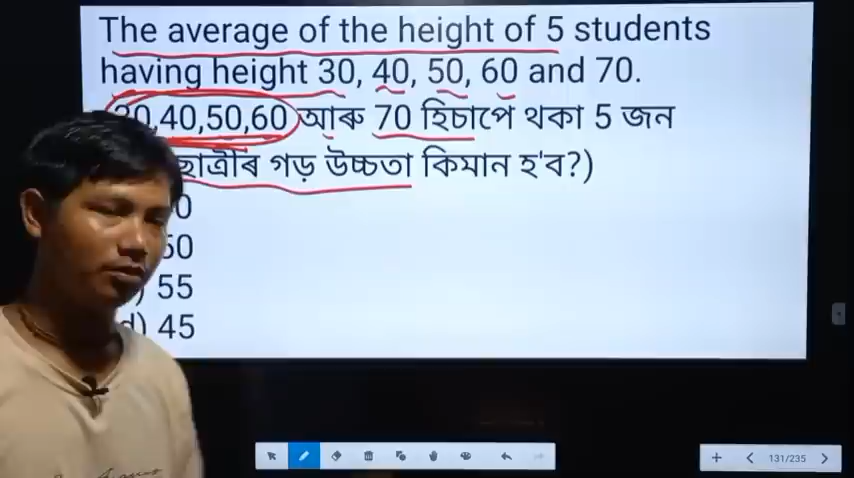 The average of the height of 5 students
having height 30, 40, 50, 60 and 70.
30,40,50,60 আৰু 70 হিচাপে থকা 5 জন
ছাত্ৰীৰ গড় উচ্চতা কিমান হ'ব?)
0
50
) 55
d) 45
131/235